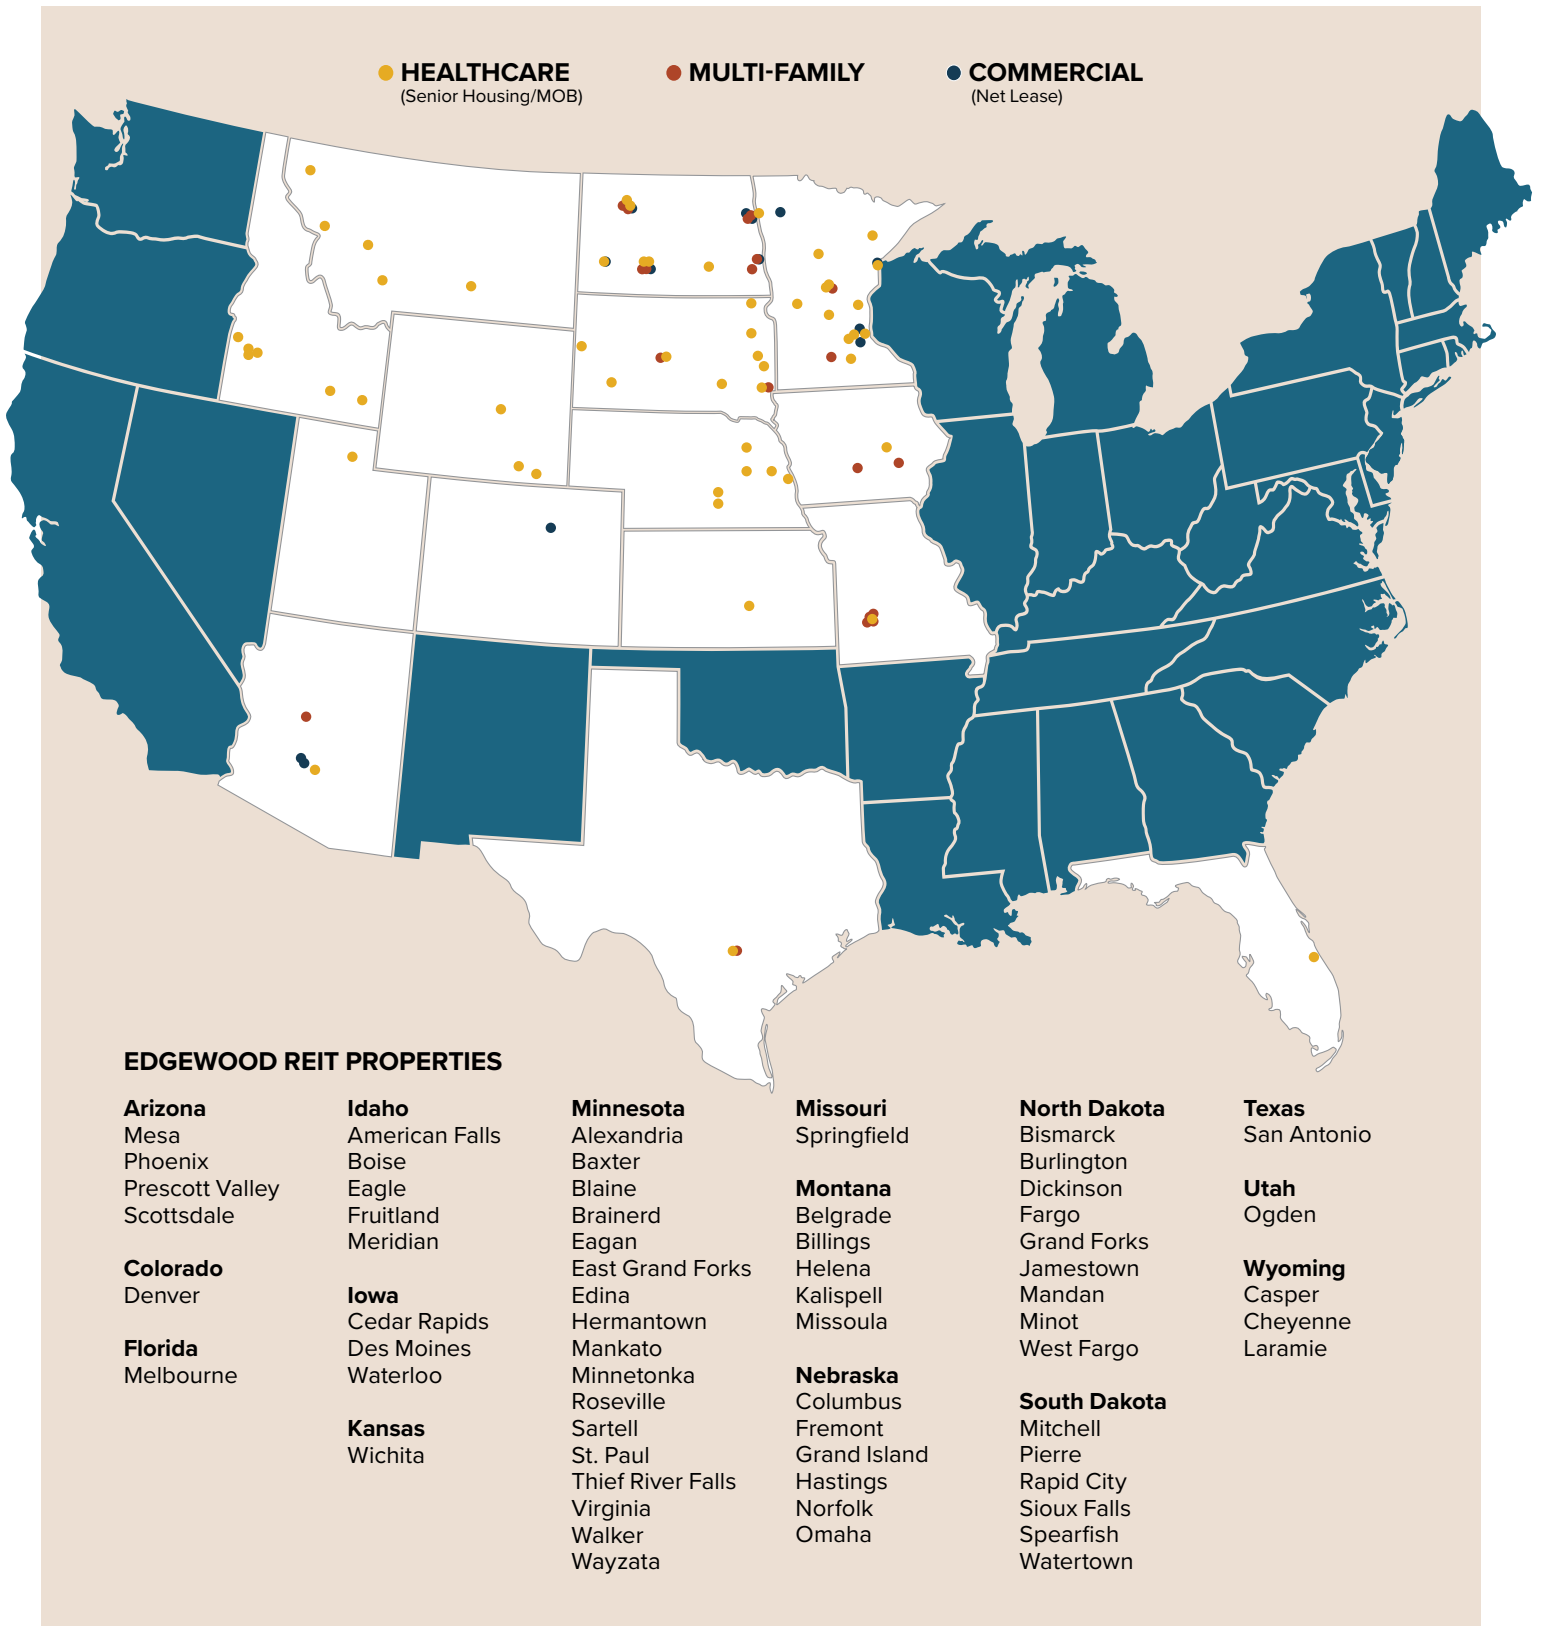 HEALTHCARE
(Senior Housing/MOB)
MULTI-FAMILY
COMMERCIAL
(Net Lease)
EDGEWOOD REIT PROPERTIES
Arizona
Mesa
Phoenix
Prescott Valley
Scottsdale
Colorado
Denver
Florida
Melbourne
Idaho
American Falls
Boise
Eagle
Fruitland
Meridian
Iowa
Cedar Rapids
Des Moines
Waterloo
Kansas
Wichita
Minnesota
Alexandria
Baxter
Blaine
Brainerd
Eagan
East Grand Forks
Edina
Hermantown
Mankato
Minnetonka
Roseville
Sartell
St. Paul
Thief River Falls
Virginia
Walker
Wayzata
Missouri
Springfield
Montana
Belgrade
Billings
Helena
Kalispell
Missoula
Nebraska
Columbus
Fremont
Grand Island
Hastings
Norfolk
Omaha
North Dakota
Bismarck
Burlington
Dickinson
Fargo
Grand Forks
Jamestown
Mandan
Minot
West Fargo
South Dakota
Mitchell
Pierre
Rapid City
Sioux Falls
Spearfish
Watertown
Texas
San Antonio
Utah
Ogden
Wyoming
Casper
Cheyenne
Laramie